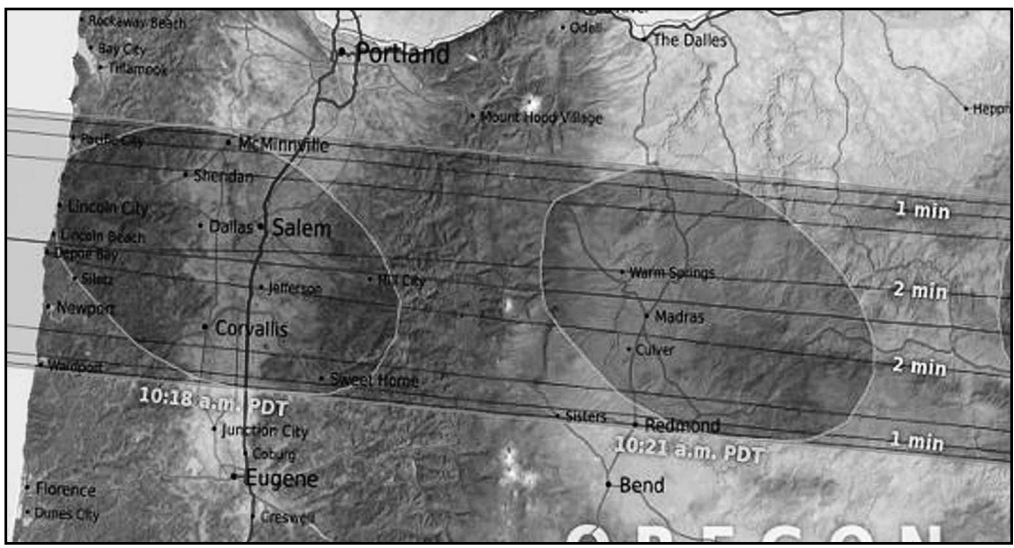 Rockaway Beach
Odell
Bay City
The Dalles
Portland
Tillamook
Heppn
Mount Hood Village
Pacific City
McMinnville
Sheridan
Lincoln City
1 min
Dallas
Salem
Lincoln Beach
Depoe Bay
Warm Springs
Siletz
Mill City
Jefferson
2 min
Newport
Madras
Corvallis
Culver
Waldport
2 min
Sweet Home
10:18 a.m. PDT
Sisters
Redmond
Junction City
1 min
10:21 a.m. PDT
Coburg
Eugene
Bend
Florence
Dunes City
Creswell
OREGON